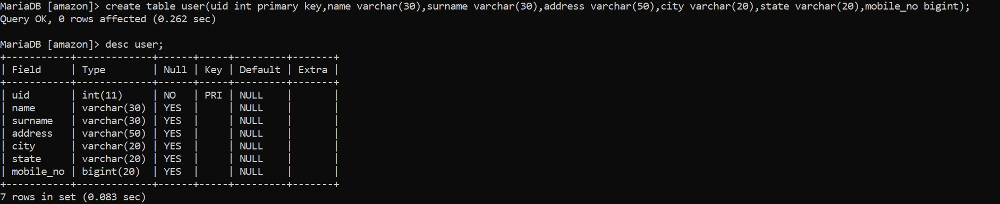 MariaDB [amazon]> create table user(uid int primary key,name varchar(30),surname varchar(30),address varchar(50),city varchar(20),state varchar(20),mobile_no bigint);
Query OK, 0 rows affected (0.262 sec)

MariaDB [amazon]> desc user;
+-----------+-------------+------+-----+---------+-------+
| Field     | Type        | Null | Key | Default | Extra |
+-----------+-------------+------+-----+---------+-------+
| uid       | int(11)     | NO   | PRI | NULL    |       |
| name      | varchar(30) | YES  |     | NULL    |       |
| surname   | varchar(30) | YES  |     | NULL    |       |
| address   | varchar(50) | YES  |     | NULL    |       |
| city      | varchar(20) | YES  |     | NULL    |       |
| state     | varchar(20) | YES  |     | NULL    |       |
| mobile_no | bigint(20)  | YES  |     | NULL    |       |
+-----------+-------------+------+-----+---------+-------+
7 rows in set (0.083 sec)